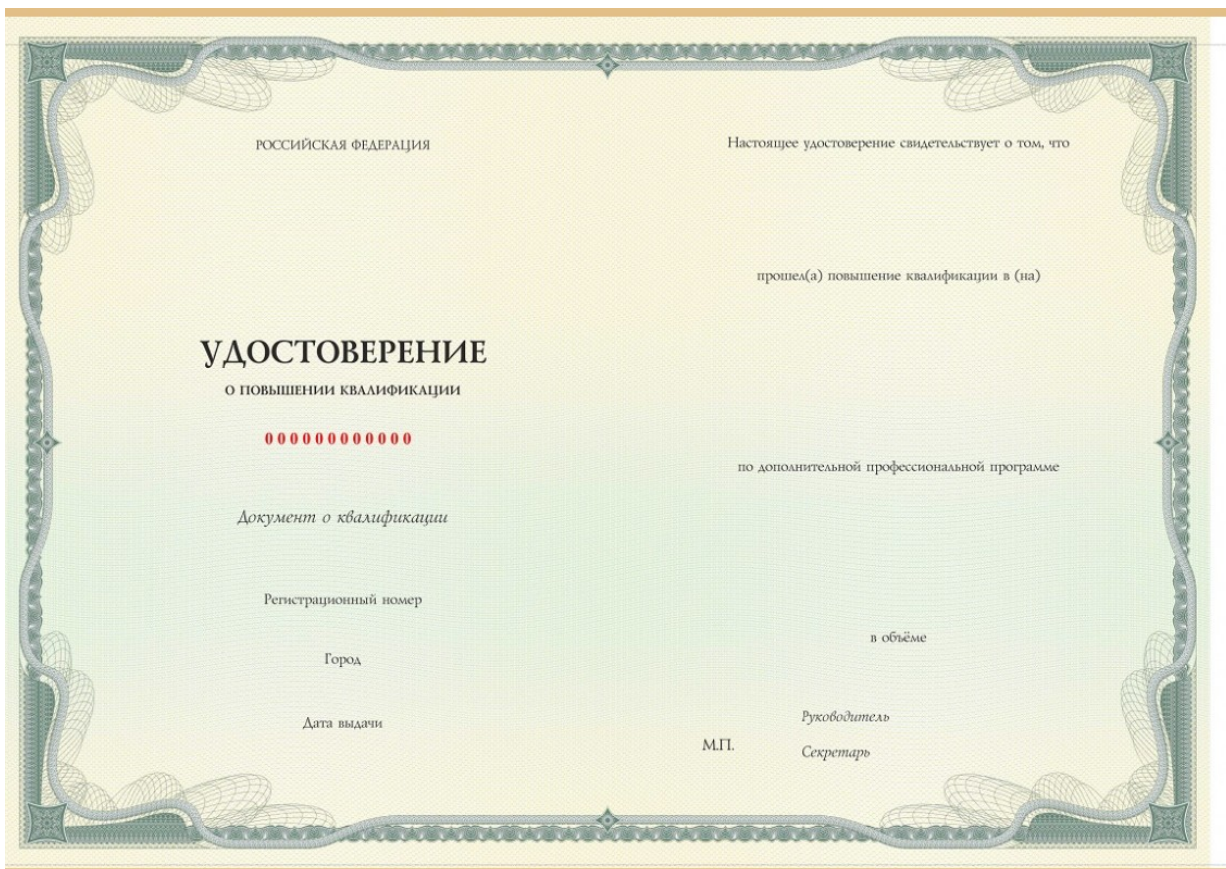 РОССИЙСКАЯ ФЕДЕРАЦИЯ
УДОСТОВЕРЕНИЕ
О ПОВЫШЕНИИ КВАЛИФИКАЦИИ
000000000000
Документ о квалификации
Регистрационный номер
Город
Дата выдачи
Настоящее удостоверение свидетельствует о том, что
прошел(а) повышение квалификации в (на)
по дополнительной профессиональной программе
в объёме
Руководитель
М.П.
Секретарь